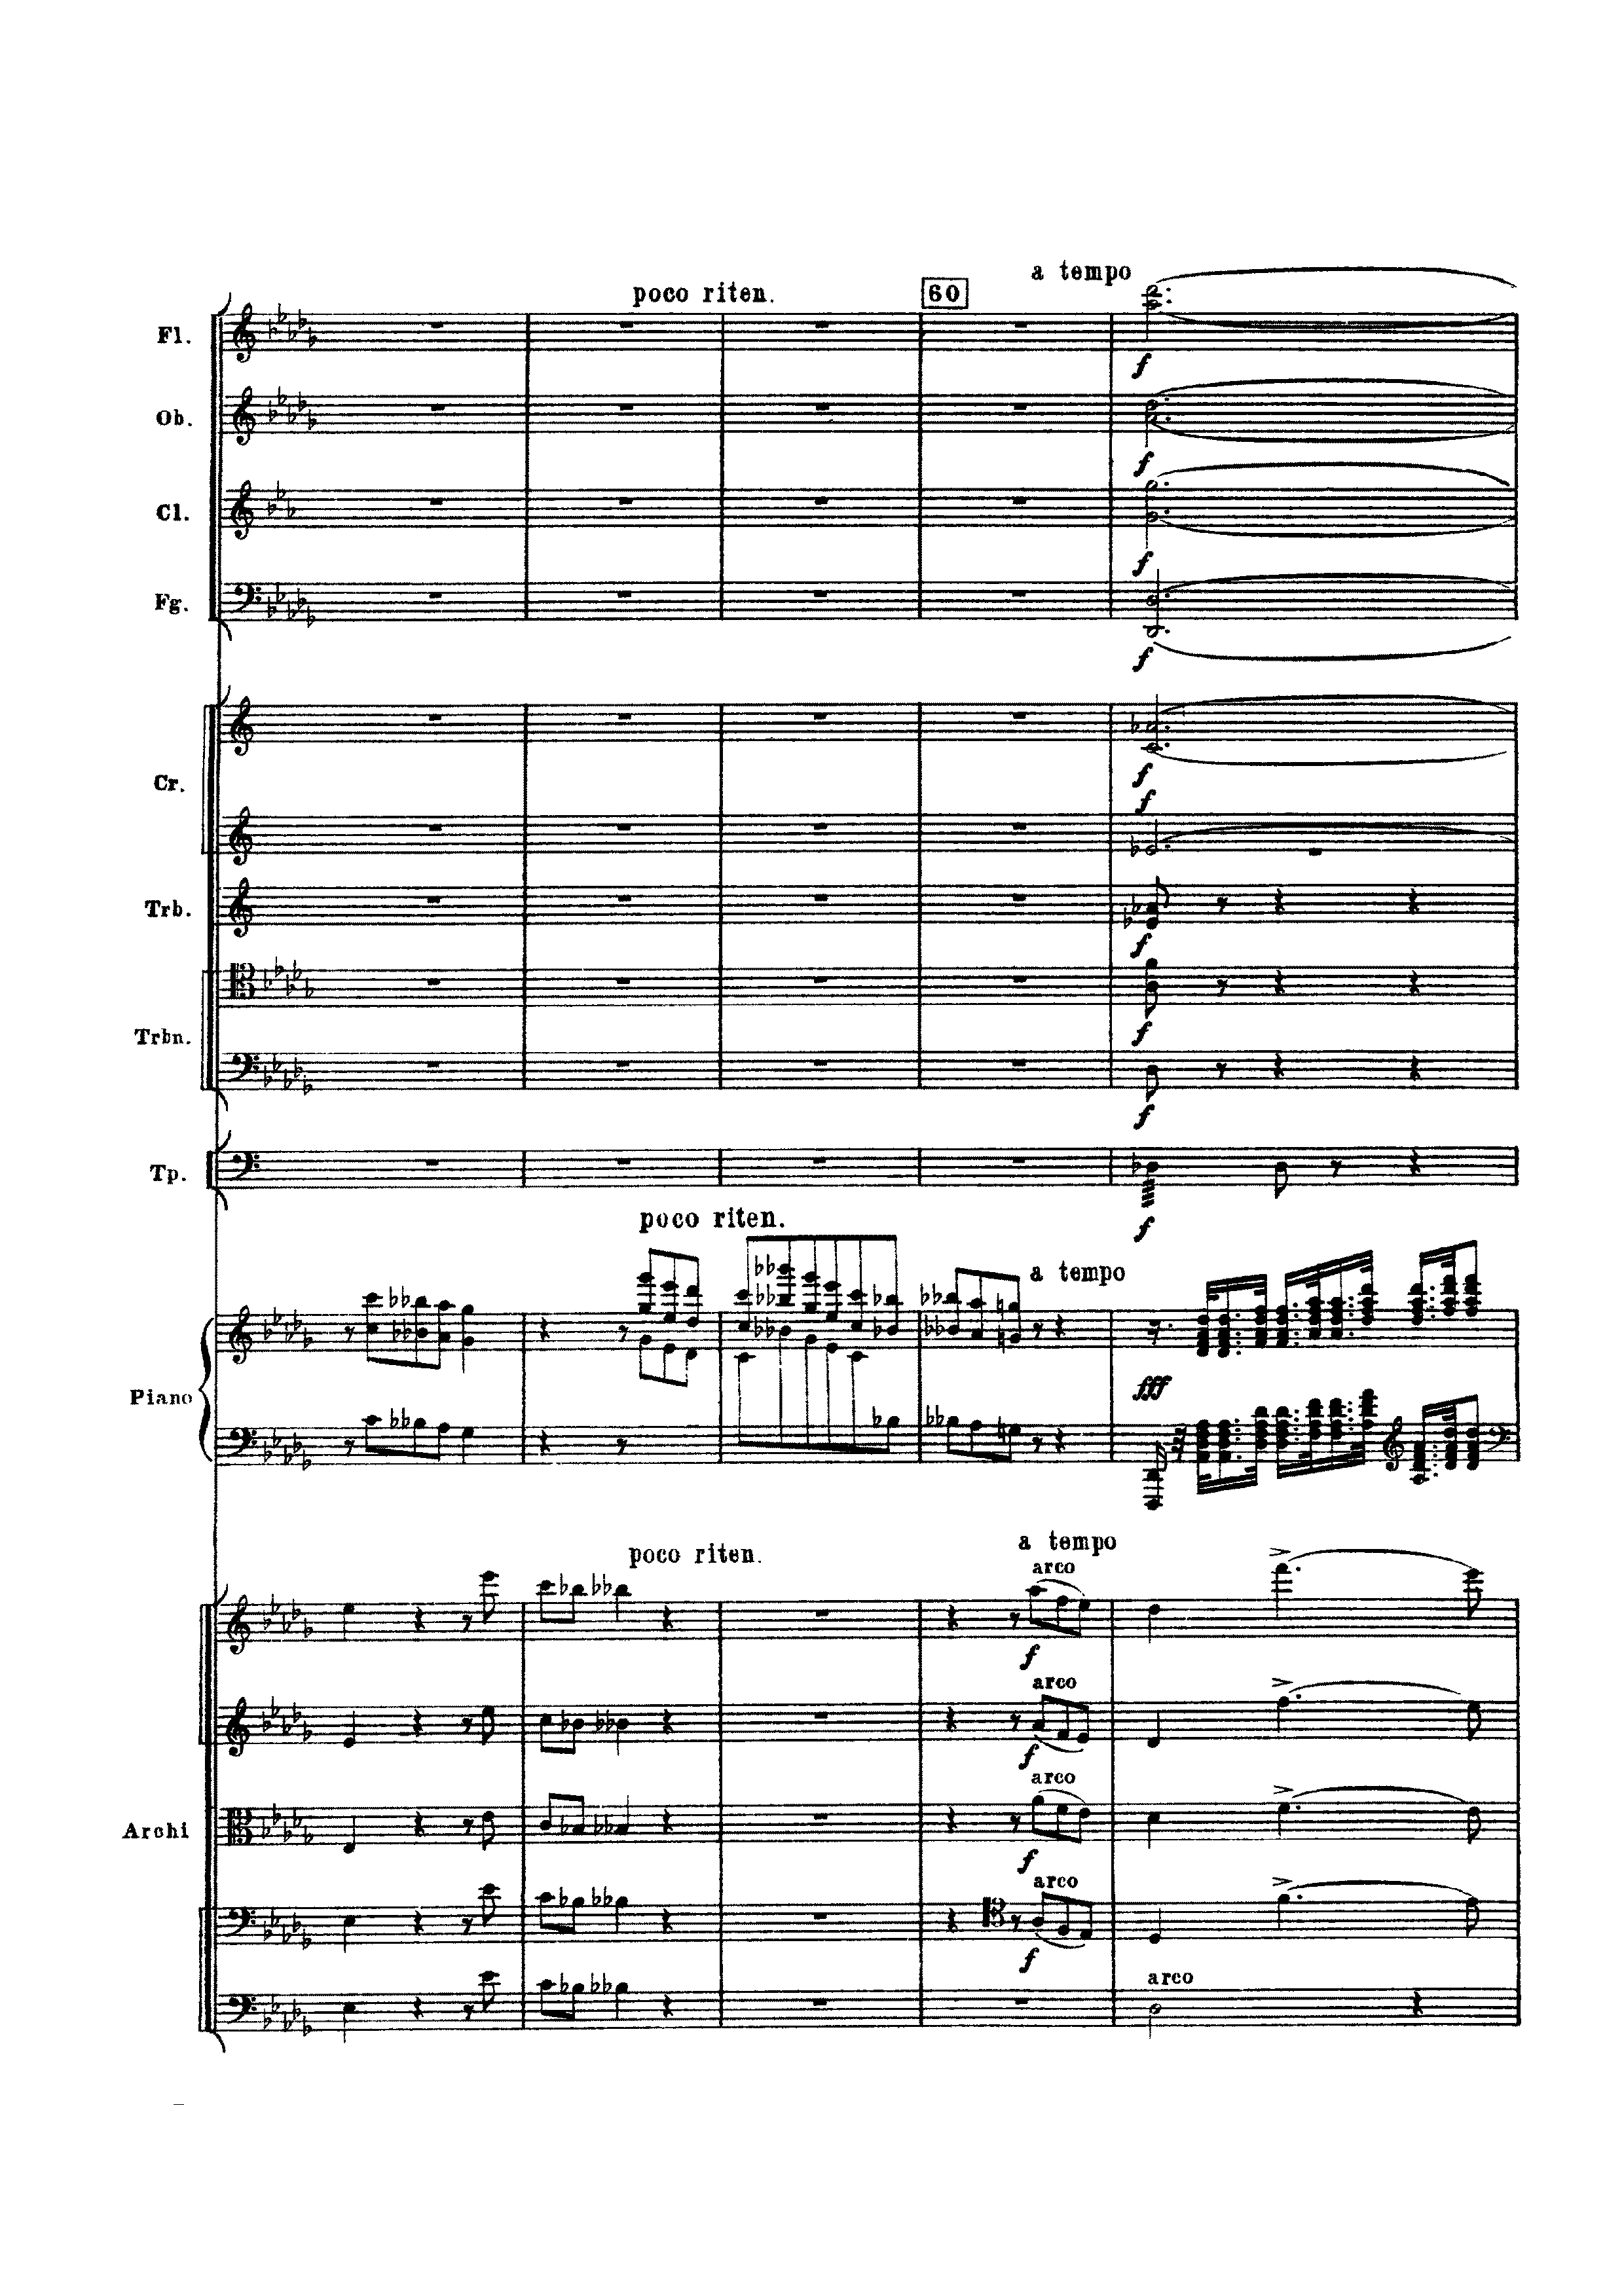 a tempo
poco riten. 60
Fl.
f
Ob.
f
Cl.
f
Fg.
f
f
Cr.
f
Trb.
f
f
Trbn.
f
Tp.
f
poco riten.
a tempo
Piano
fff
a tempo
poco riten.
arco
f
arco
f
arco
Archi
f
arco
f
arco